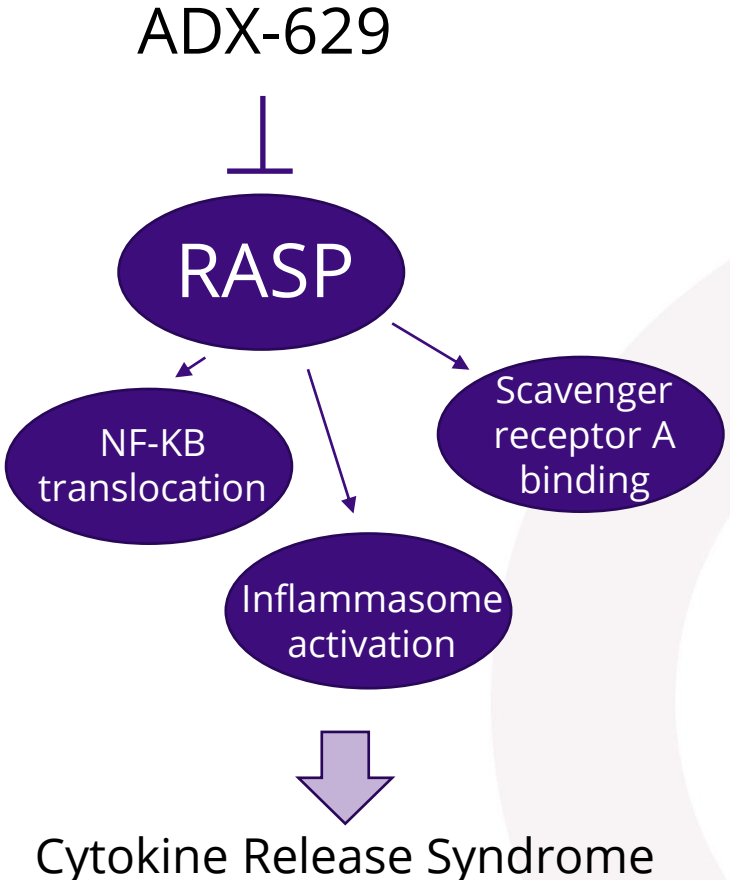 ADX-629
RASP
NF-KB
translocation
Scavenger
receptor A
binding
Inflammasome
activation
Cytokine Release Syndrome